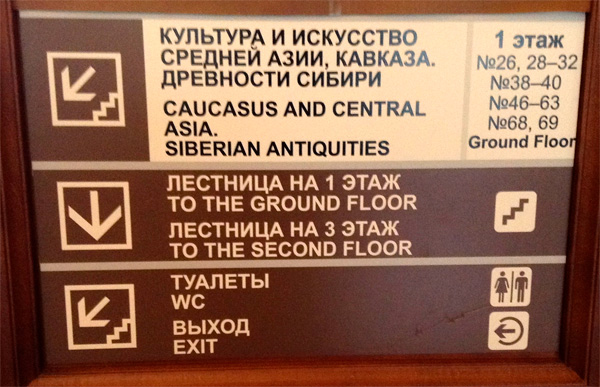 КУЛЬТУРА И ИСКУССТВО
СРЕДНЕЙ АЗИИ, КАВКАЗА.
ДРЕВНОСТИ СИБИРИ
CAUCASUS AND CENTRAL
ASIA.
SIBERIAN ANTIQUITIES
1 этаж
№26, 28–32
№38–40
№46–63
№68, 69
Ground Floor
ЛЕСТНИЦА НА 1 ЭТАЖ
TO THE GROUND FLOOR
ЛЕСТНИЦА НА 3 ЭТАЖ
TO THE SECOND FLOOR
ТУАЛЕТЫ
WC
ВЫХОД
EXIT